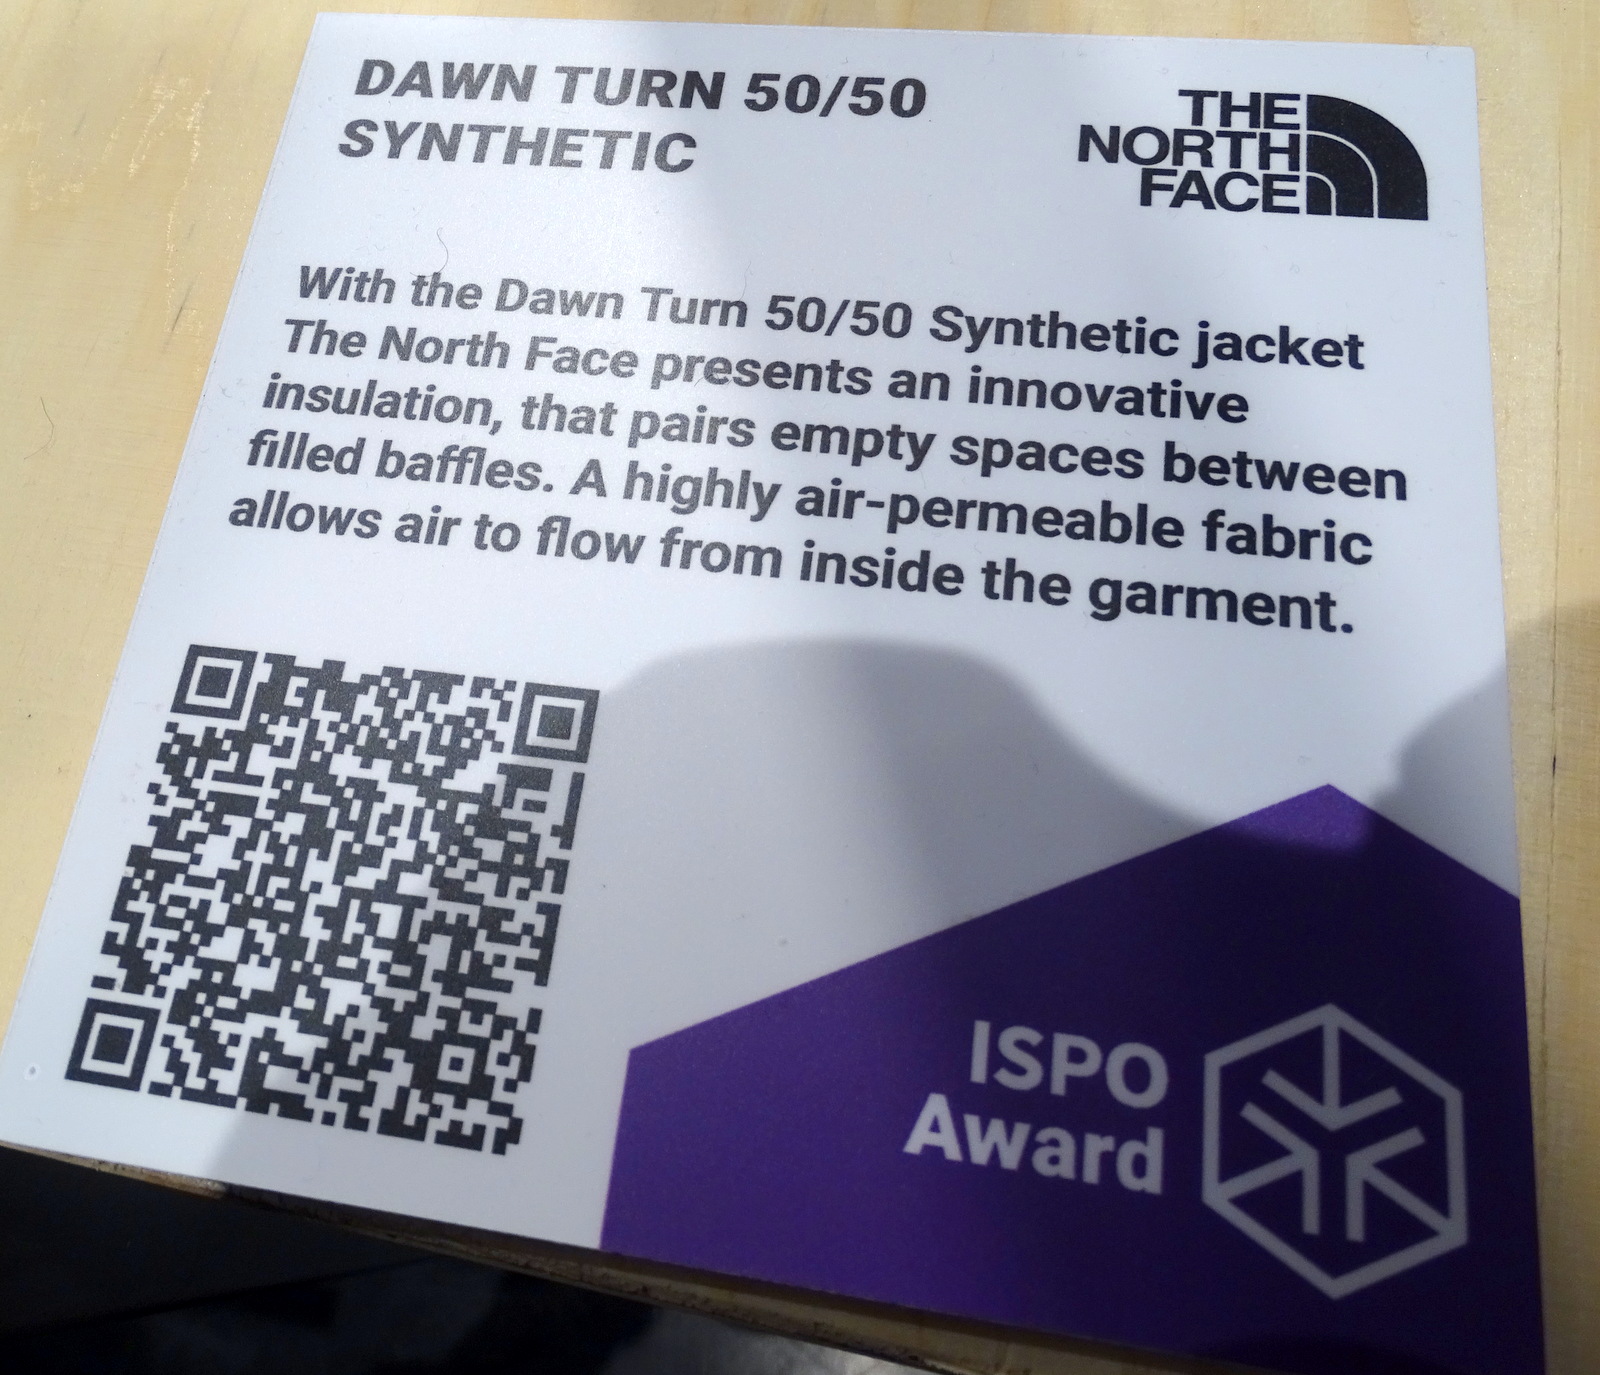 DAWN TURN 50/50
SYNTHETIC
THE
NORTH
FACE
With the Dawn Turn 50/50 Synthetic jacket
The North Face presents an innovative
insulation, that pairs empty spaces between
filled baffles. A highly air-permeable fabric
allows air to flow from inside the garment.
ISPO
Award